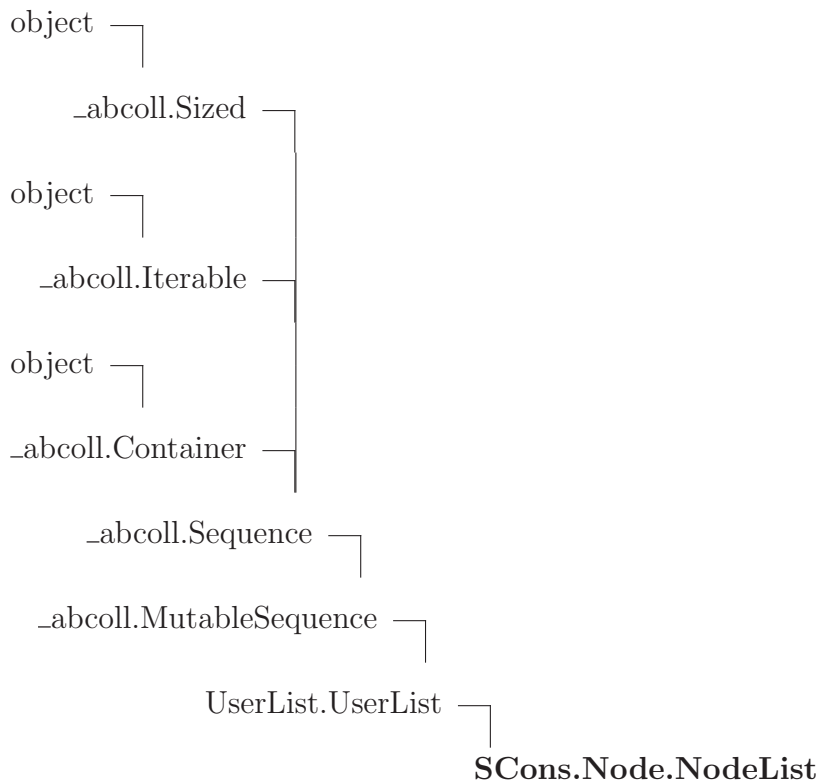 object
_abcoll.Sized
object
_abcoll.Iterable
object
_abcoll.Container
_abcoll.Sequence
_abcoll.MutableSequence
UserList.UserList
SCons.Node.NodeList